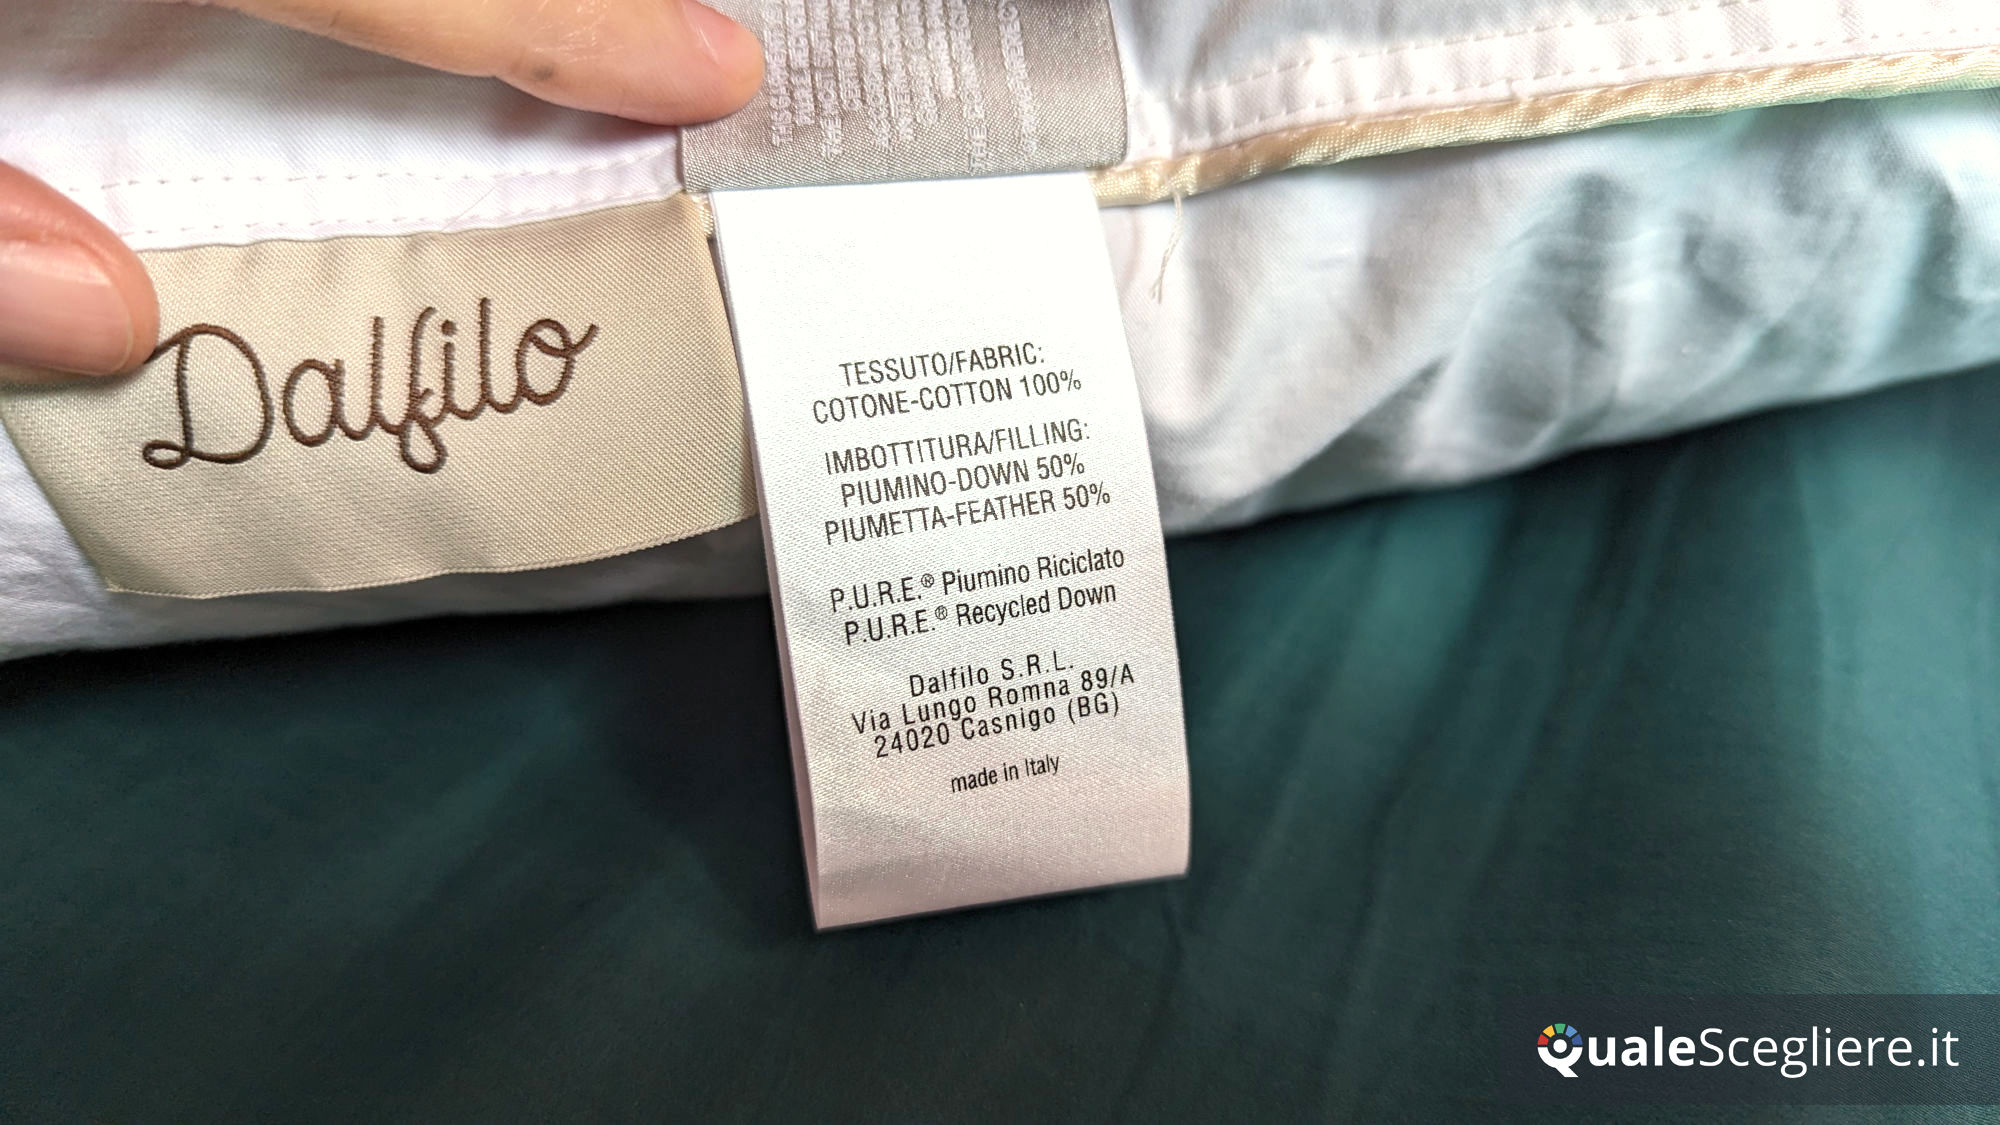 Dalfilo
TESSUTO/FABRIC:
COTONE-COTTON 100%
IMBOTTITURA/FILLING:
PIUMINO-DOWN 50%
PIUMETTA-FEATHER 50%
P.U.R.E.® Piumino Riciclato
P.U.R.E.® Recycled Down
Dalfilo S.R.L.
Via Lungo Romna 89/A
24020 Casnigo (BG)
made in Italy
QualeScegliere.it